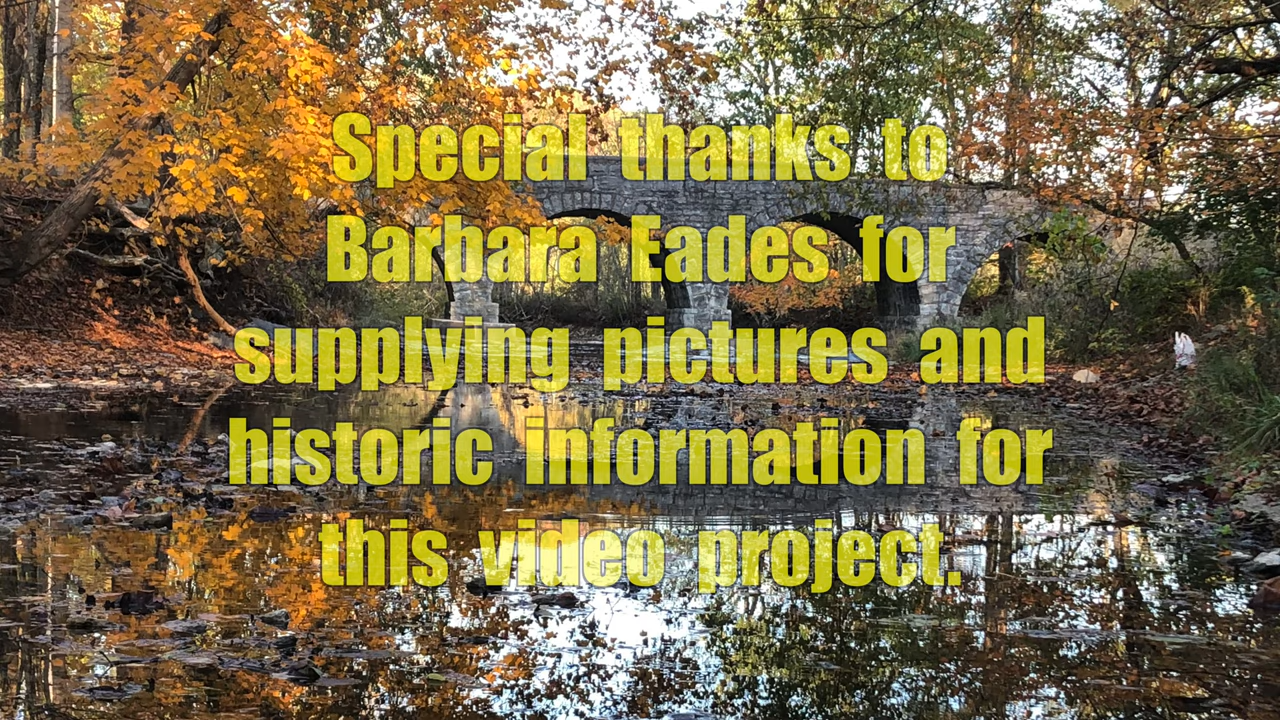 Special thanks to
Barbara Eades for
supplying pictures and
historic information for
this video project.